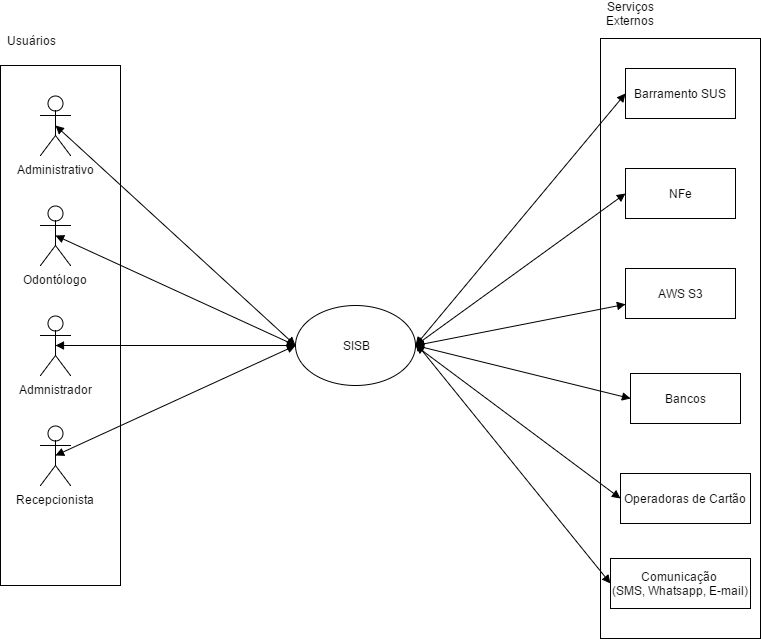 Usuários
Administrativo
Odontólogo
Admnistrador
Recepcionista
SISB
Serviços
Externos
Barramento SUS
NFe
AWS S3
Bancos
Operadoras de Cartão
Comunicação
(SMS, Whatsapp, E-mail)